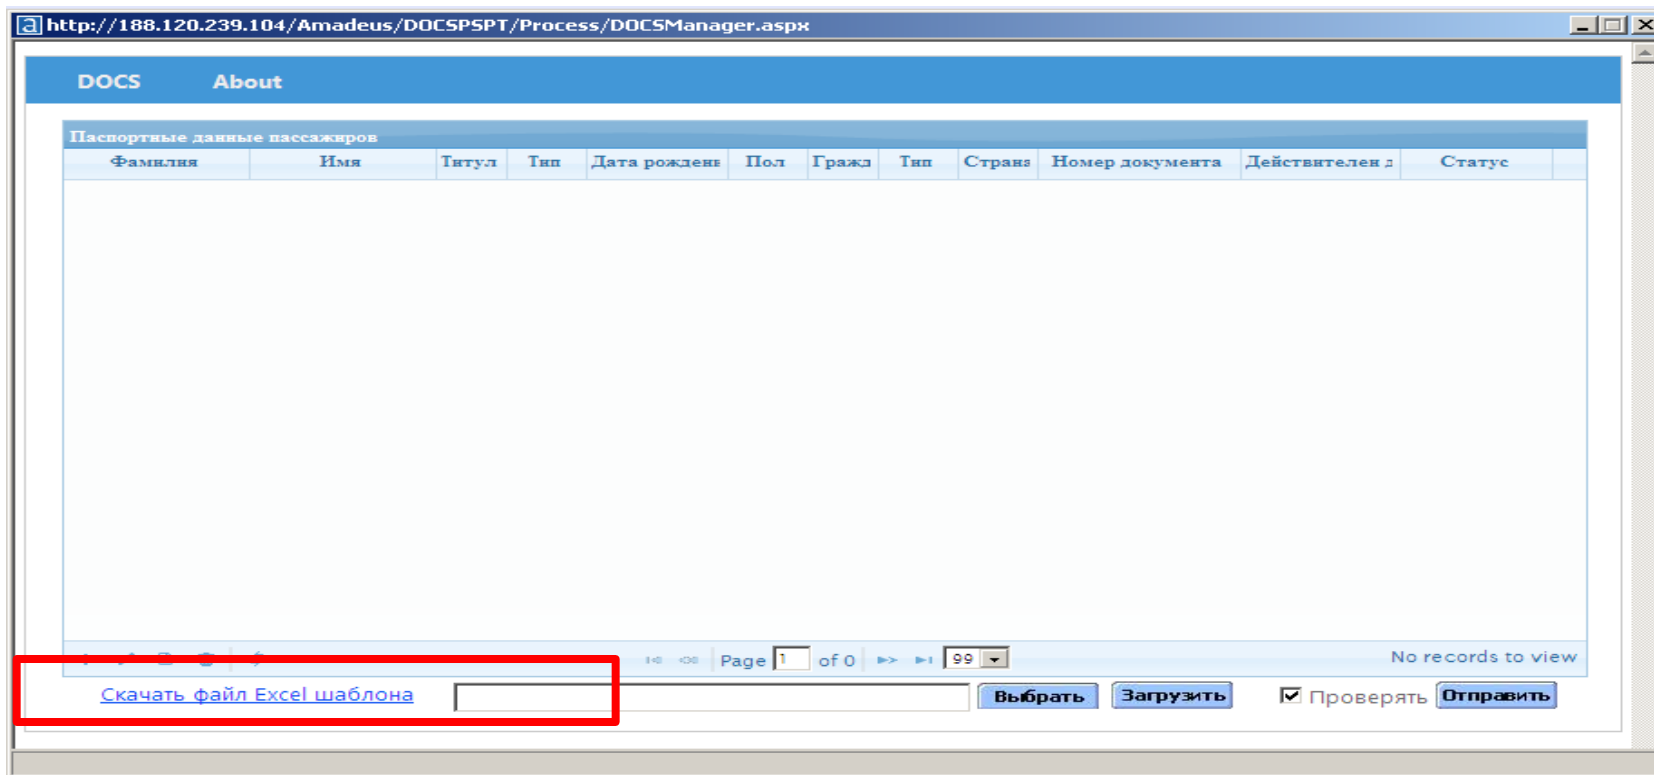 http://188.120.239.104/Amadeus/DOCSPSPT/Process/DOCSManager.aspx
DOCS About
Паспортные данные пассажиров
Фамилия Имя Титул Тип Дата рождени Пол Гражд Тип Страна Номер документа Действителен д Статус
Page 1 of 0 99 No records to view
Скачать файл Excel шаблона Выбрать Загрузить Проверять Отправить